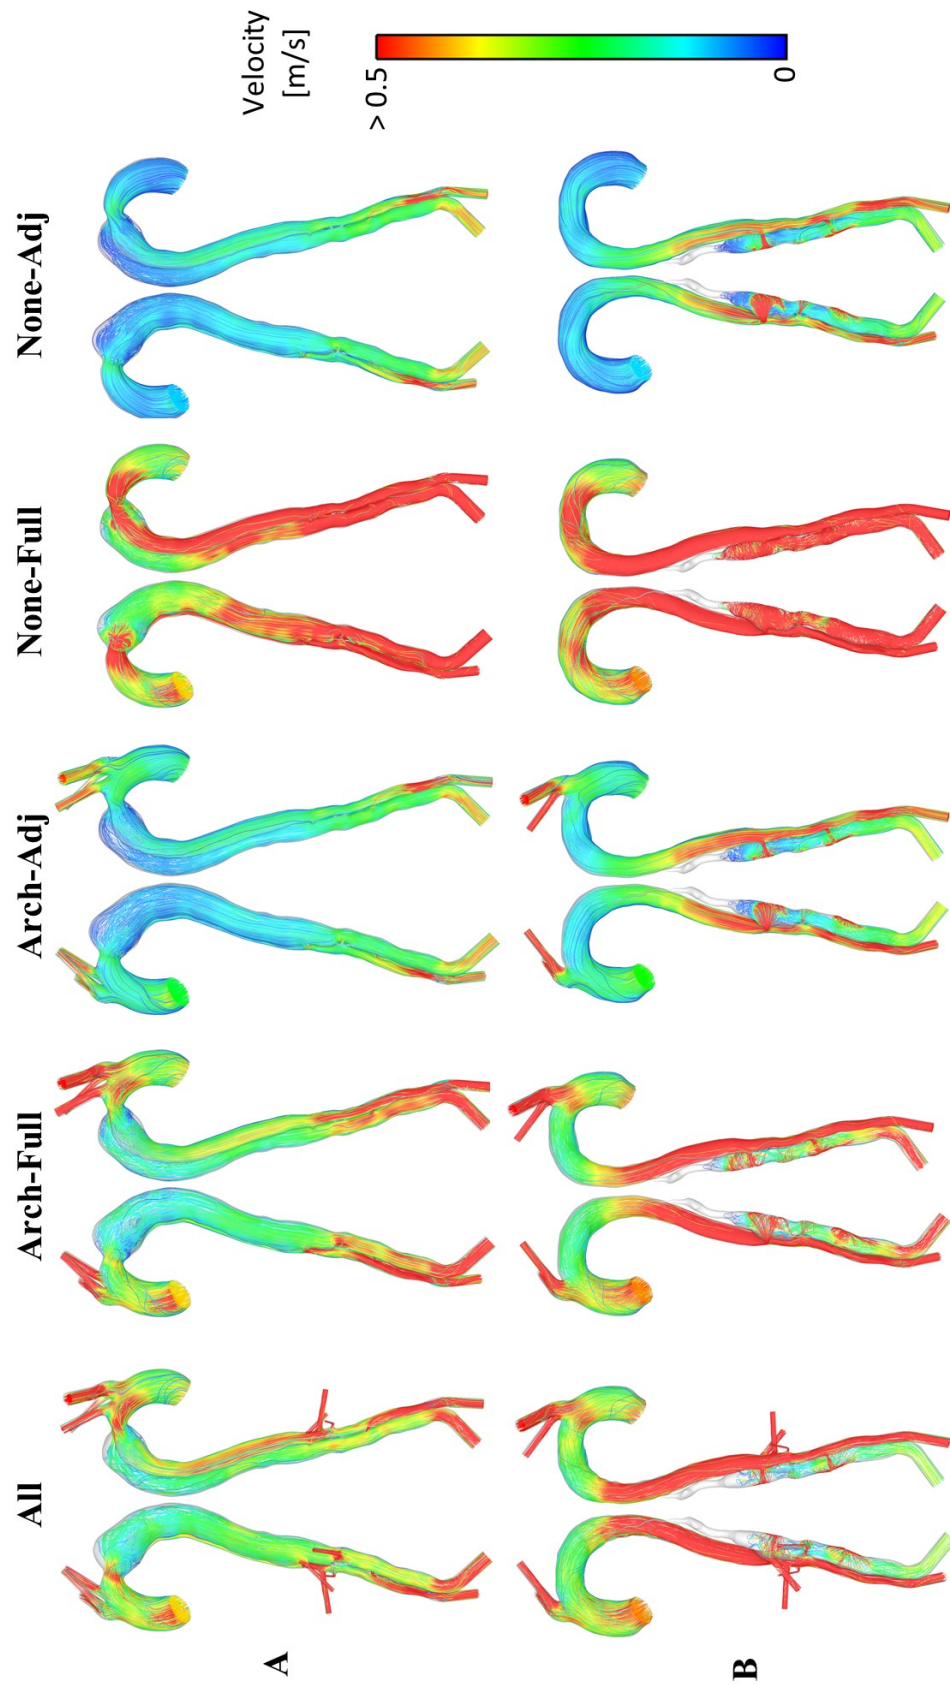 All
Arch-Full
Arch-Adj
None-Full
None-Adj
A
B
Velocity
[m/s]
> 0.5
0